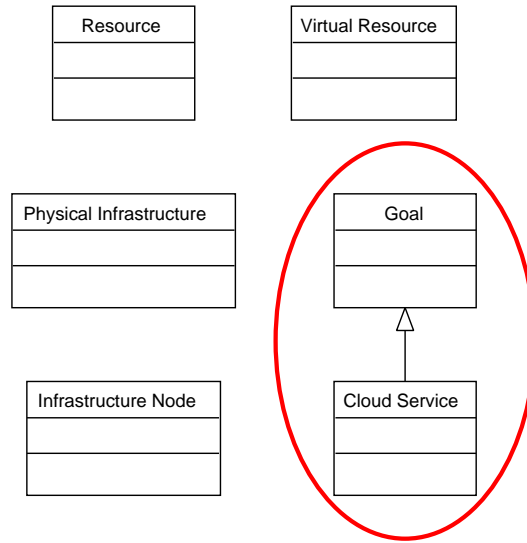 Resource
Virtual Resource
Physical Infrastructure
Goal
Infrastructure Node
Cloud Service